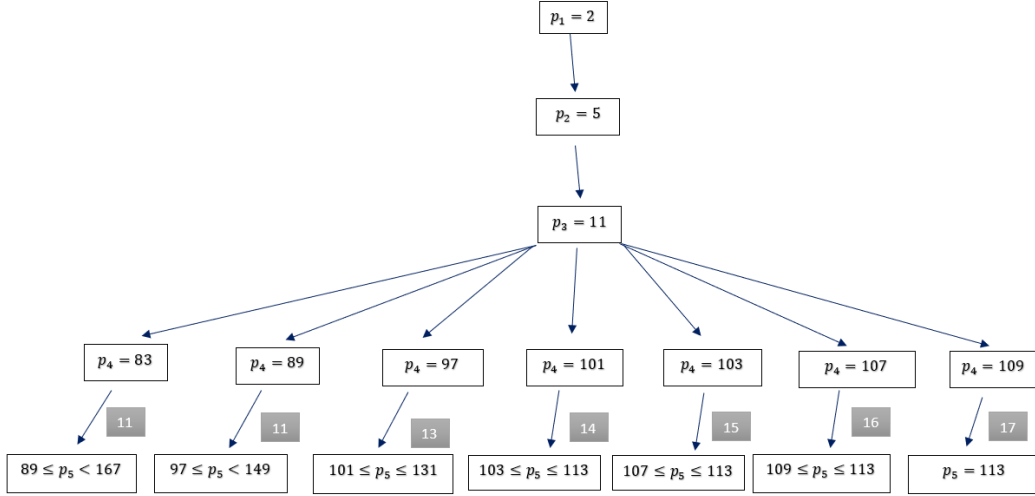 p₁ = 2
p₂ = 5
p₃ = 11
p₄ = 83
p₄ = 89
p₄ = 97
p₄ = 101
p₄ = 103
p₄ = 107
p₄ = 109
11
11
13
14
15
16
17
89 ≤ p₅ < 167
97 ≤ p₅ < 149
101 ≤ p₅ ≤ 131
103 ≤ p₅ ≤ 113
107 ≤ p₅ ≤ 113
109 ≤ p₅ ≤ 113
p₅ = 113